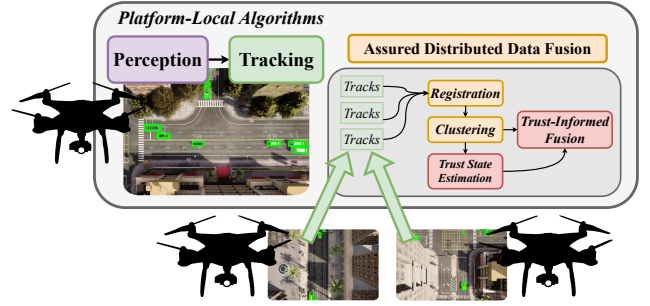 Platform-Local Algorithms
Perception
Tracking
Assured Distributed Data Fusion
Tracks
Tracks
Tracks
Registration
Clustering
Trust-Informed
Fusion
Trust State
Estimation